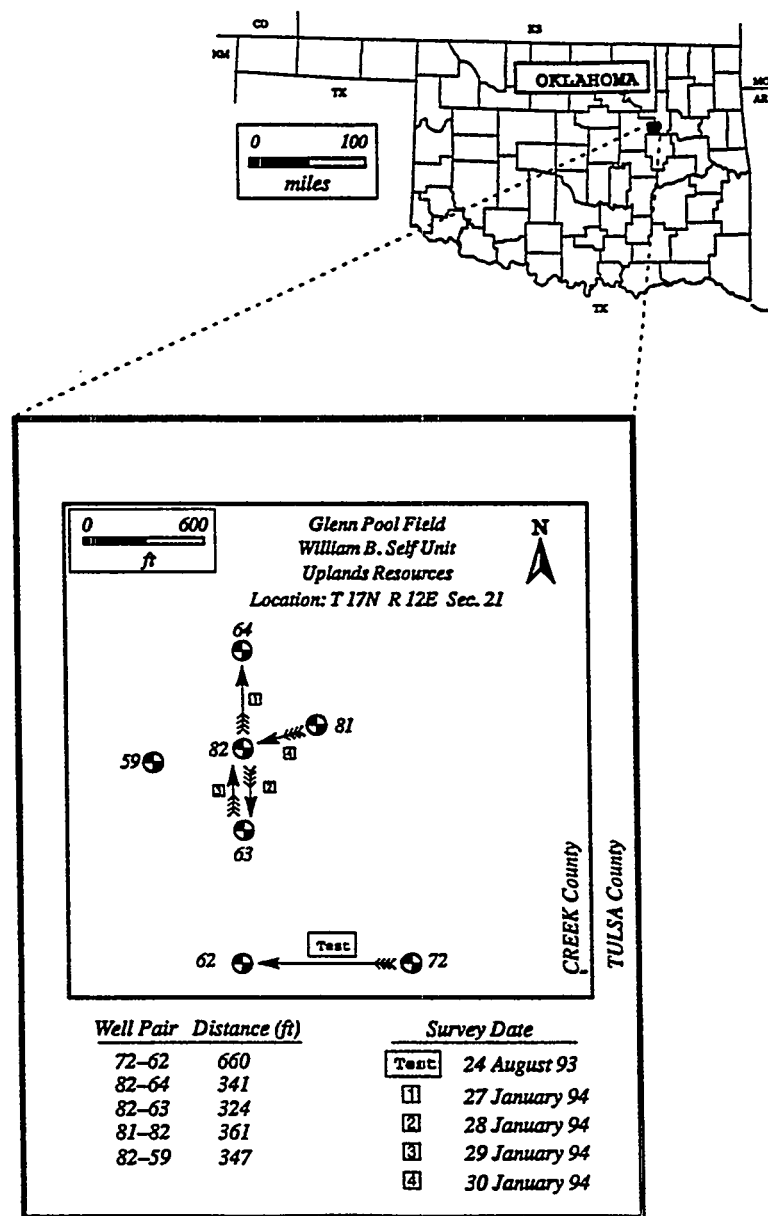 CO
KS
NM
OKLAHOMA
MO
TX
AR
0 100
miles
TX
0 600
ft
Glenn Pool Field
William B. Self Unit
Uplands Resources
Location: T 17N R 12E Sec. 21
N
64
1
81
82
4
59
3 2
63
CREEK County
TULSA County
Test
62
72
Well Pair Distance (ft)
72–62 660
82–64 341
82–63 324
81–82 361
82–59 347
Survey Date
Test 24 August 93
1 27 January 94
2 28 January 94
3 29 January 94
4 30 January 94